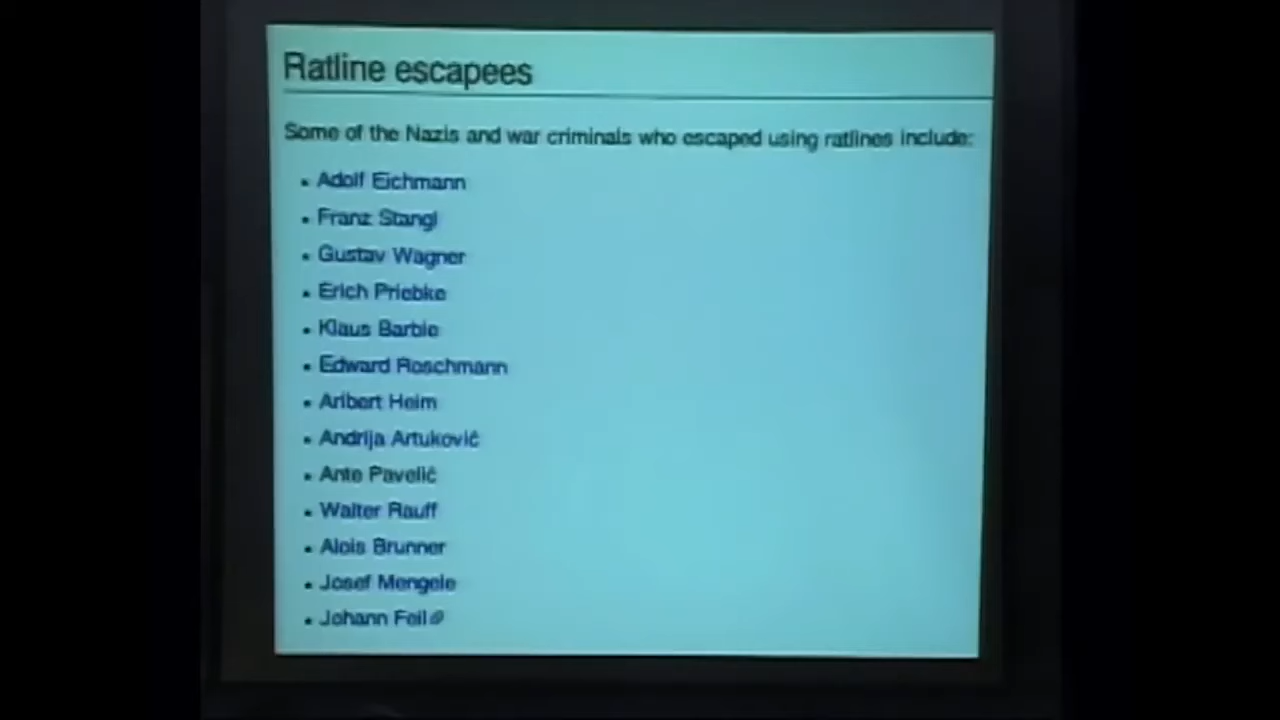 Ratline escapees
Some of the Nazis and war criminals who escaped using ratlines include:
• Adolf Eichmann
• Franz Stangl
• Gustav Wagner
• Erich Priebke
• Klaus Barbie
• Edward Roschmann
• Aribert Heim
• Andrija Artuković
• Ante Pavelić
• Walter Rauff
• Alois Brunner
• Josef Mengele
• Johann Feil